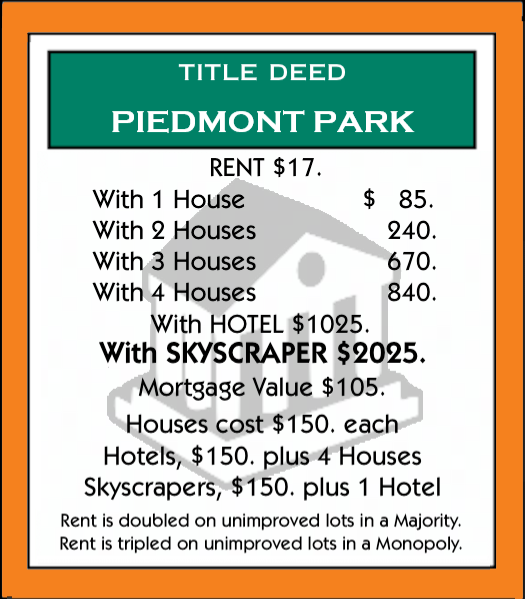 TITLE DEED
PIEDMONT PARK
RENT $17.
With 1 House $ 85.
With 2 Houses 240.
With 3 Houses 670.
With 4 Houses 840.
With HOTEL $1025.
With SKYSCRAPER $2025.
Mortgage Value $105.
Houses cost $150. each
Hotels, $150. plus 4 Houses
Skyscrapers, $150. plus 1 Hotel
Rent is doubled on unimproved lots in a Majority.
Rent is tripled on unimproved lots in a Monopoly.